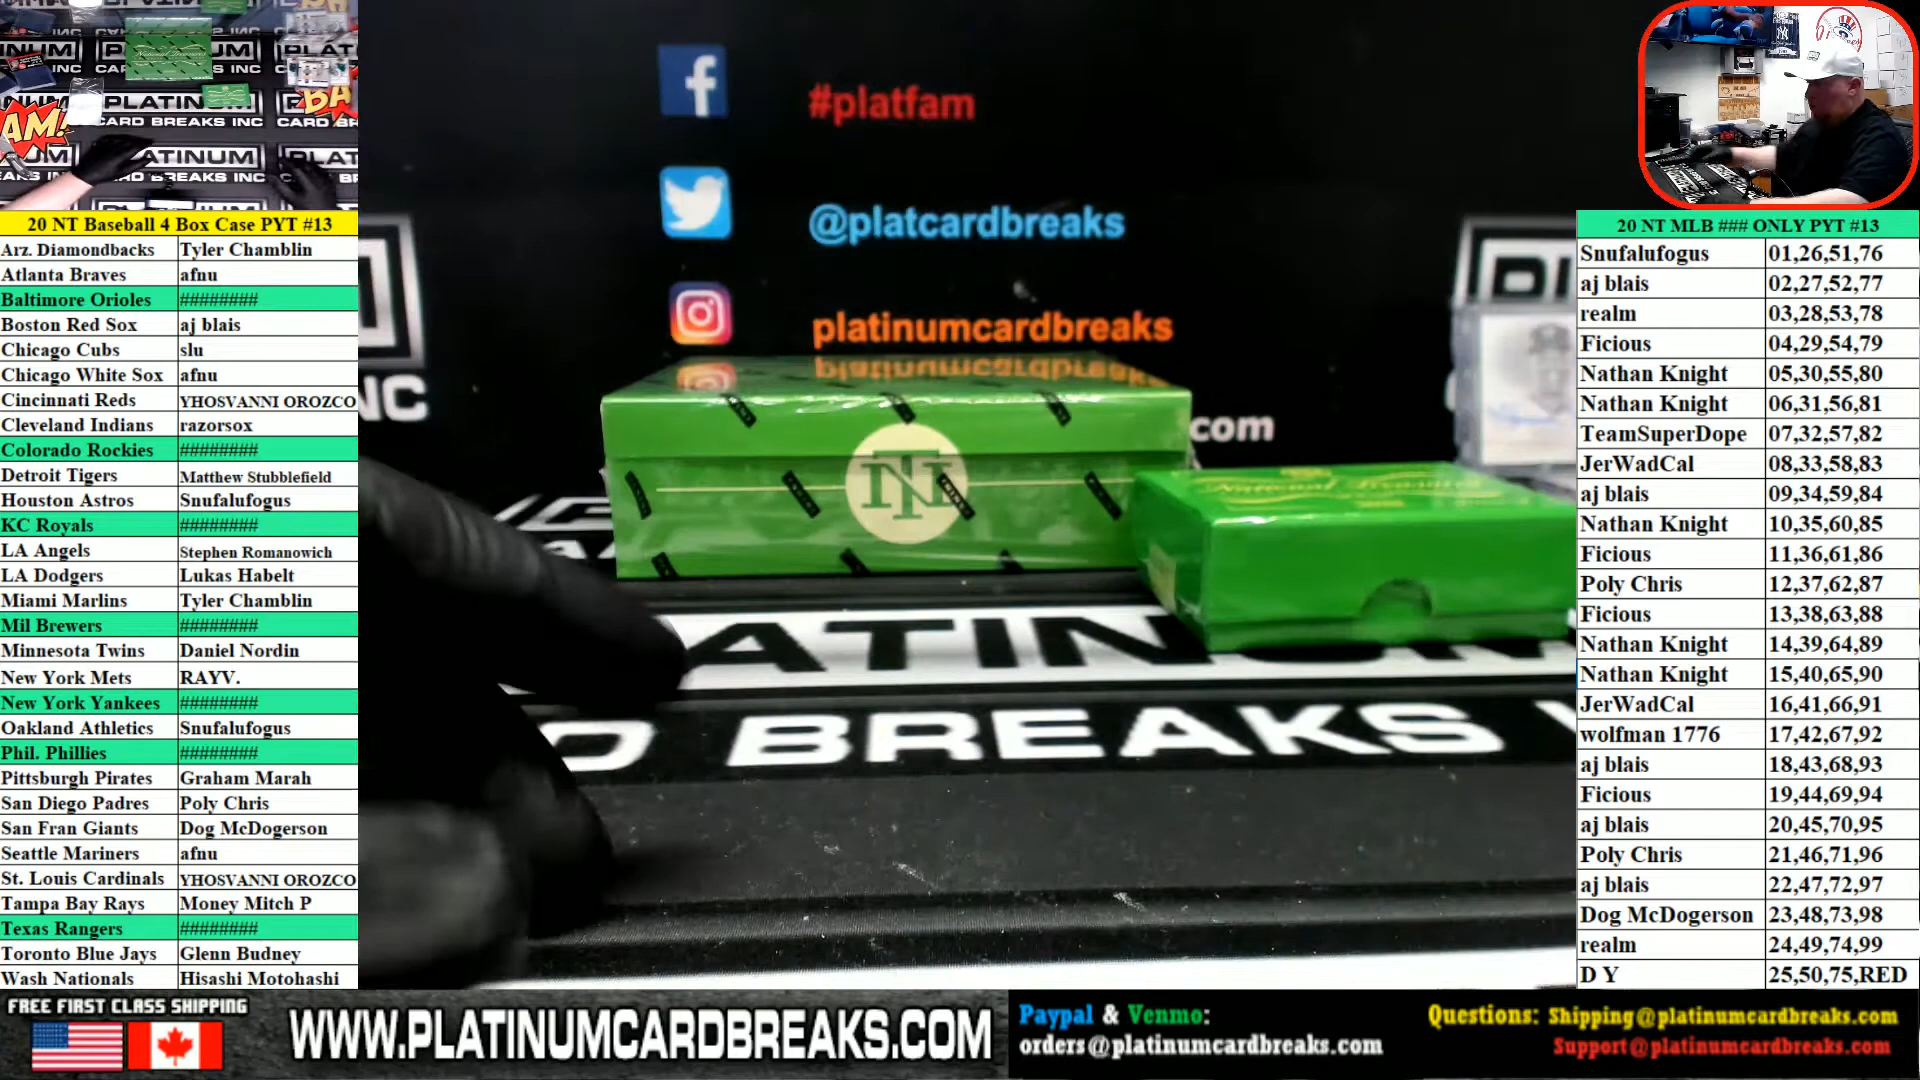 PLATINUM
CARD BREAKS INC
AM!
BA
20 NT Baseball 4 Box Case PYT #13
Arz. Diamondbacks Tyler Chamblin
Atlanta Braves afnu
Baltimore Orioles ########
Boston Red Sox aj blais
Chicago Cubs slu
Chicago White Sox afnu
Cincinnati Reds YHOSVANNI OROZCO
Cleveland Indians razorsox
Colorado Rockies ########
Detroit Tigers Matthew Stubblefield
Houston Astros Snufalufogus
KC Royals ########
LA Angels Stephen Romanowich
LA Dodgers Lukas Habelt
Miami Marlins Tyler Chamblin
Mil Brewers ########
Minnesota Twins Daniel Nordin
New York Mets RAYV.
New York Yankees ########
Oakland Athletics Snufalufogus
Phil. Phillies ########
Pittsburgh Pirates Graham Marah
San Diego Padres Poly Chris
San Fran Giants Dog McDogerson
Seattle Mariners afnu
St. Louis Cardinals YHOSVANNI OROZCO
Tampa Bay Rays Money Mitch P
Texas Rangers ########
Toronto Blue Jays Glenn Budney
Wash Nationals Hisashi Motohashi
#platfam
@platcardbreaks
platinumcardbreaks
com
NC
NT
National Treasures
ATINUM
D BREAKS
20 NT MLB ### ONLY PYT #13
Snufalufogus 01,26,51,76
aj blais 02,27,52,77
realm 03,28,53,78
Ficious 04,29,54,79
Nathan Knight 05,30,55,80
Nathan Knight 06,31,56,81
TeamSuperDope 07,32,57,82
JerWadCal 08,33,58,83
aj blais 09,34,59,84
Nathan Knight 10,35,60,85
Ficious 11,36,61,86
Poly Chris 12,37,62,87
Ficious 13,38,63,88
Nathan Knight 14,39,64,89
Nathan Knight 15,40,65,90
JerWadCal 16,41,66,91
wolfman 1776 17,42,67,92
aj blais 18,43,68,93
Ficious 19,44,69,94
aj blais 20,45,70,95
Poly Chris 21,46,71,96
aj blais 22,47,72,97
Dog McDogerson 23,48,73,98
realm 24,49,74,99
D Y 25,50,75,RED
FREE FIRST CLASS SHIPPING
WWW.PLATINUMCARDBREAKS.COM
Paypal & Venmo:
orders@platinumcardbreaks.com
Questions: Shipping@platinumcardbreaks.com
Support@platinumcardbreaks.com